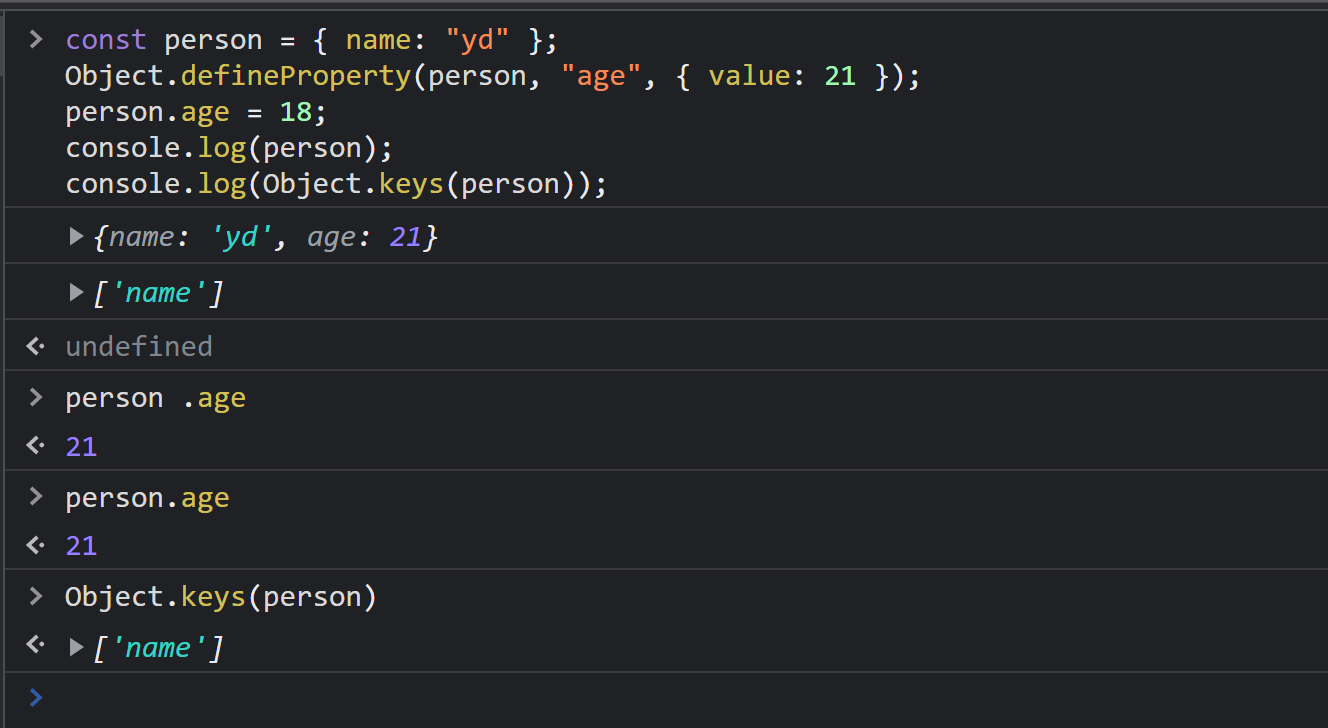 const person = { name: "yd" };
Object.defineProperty(person, "age", { value: 21 });
person.age = 18;
console.log(person);
console.log(Object.keys(person));
{name: 'yd', age: 21}
['name']
undefined
person .age
21
person.age
21
Object.keys(person)
['name']